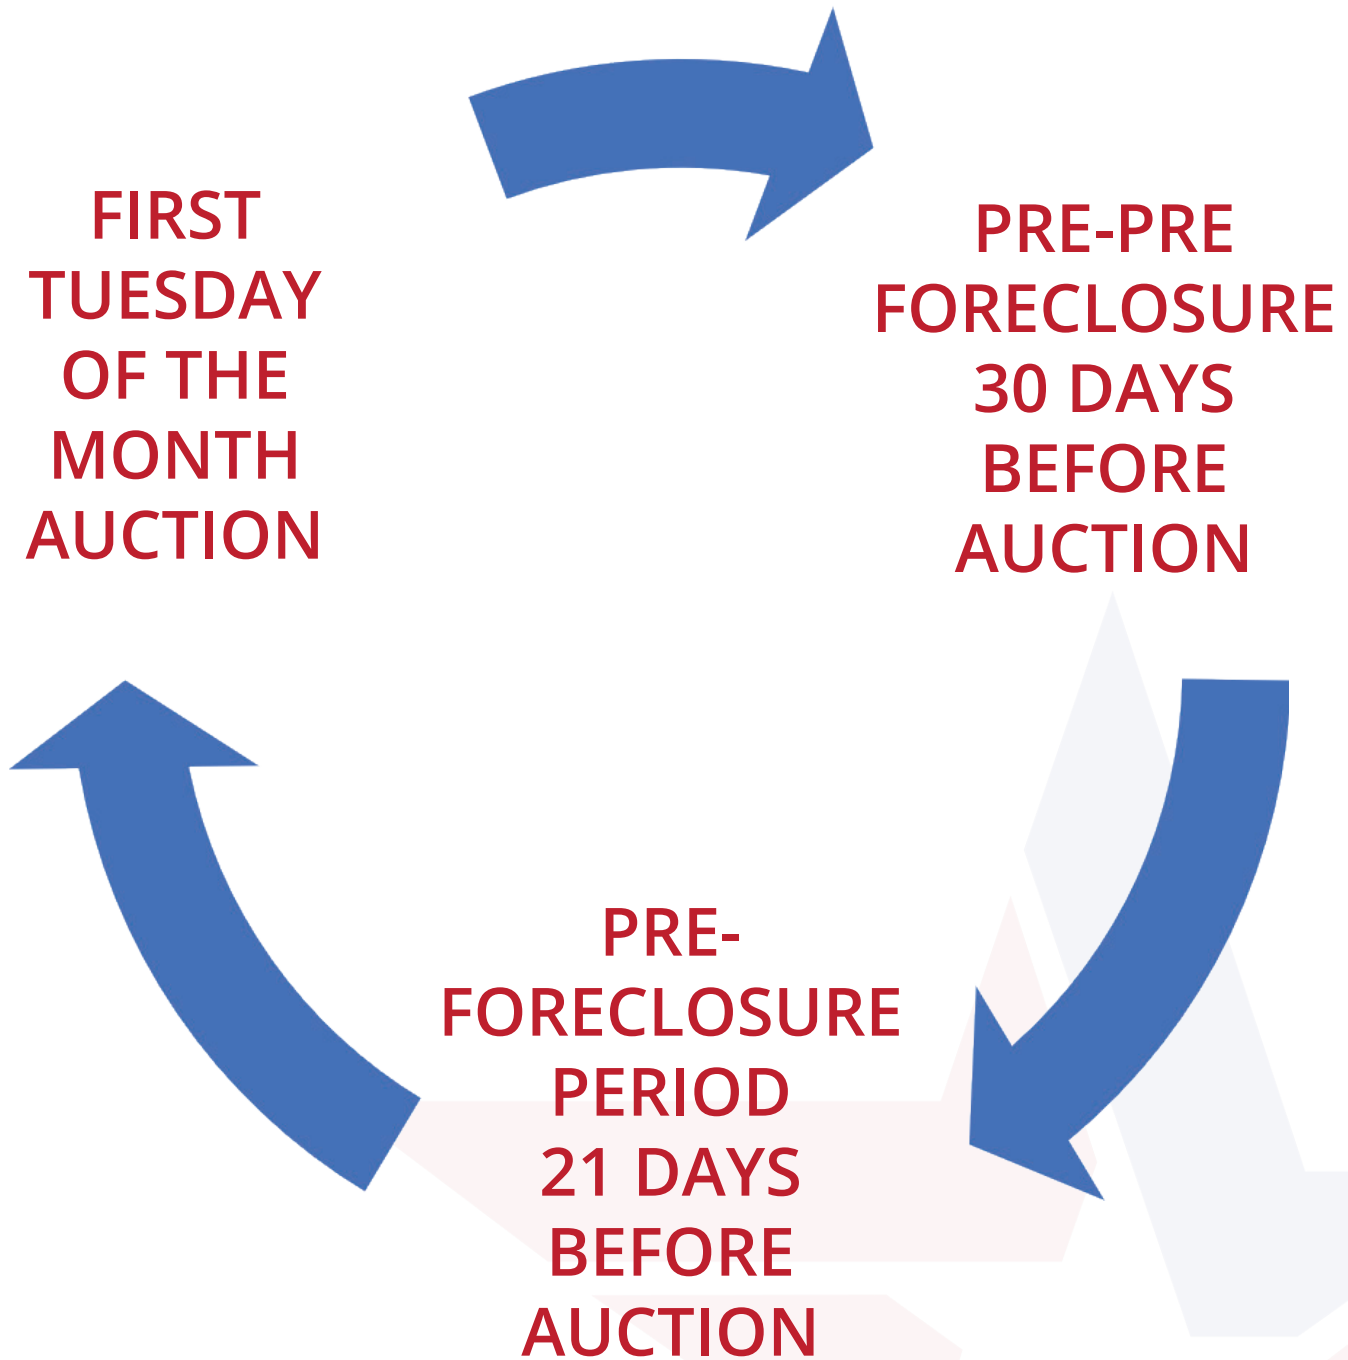 FIRST
TUESDAY
OF THE
MONTH
AUCTION
PRE-PRE
FORECLOSURE
30 DAYS
BEFORE
AUCTION
PRE-
FORECLOSURE
PERIOD
21 DAYS
BEFORE
AUCTION